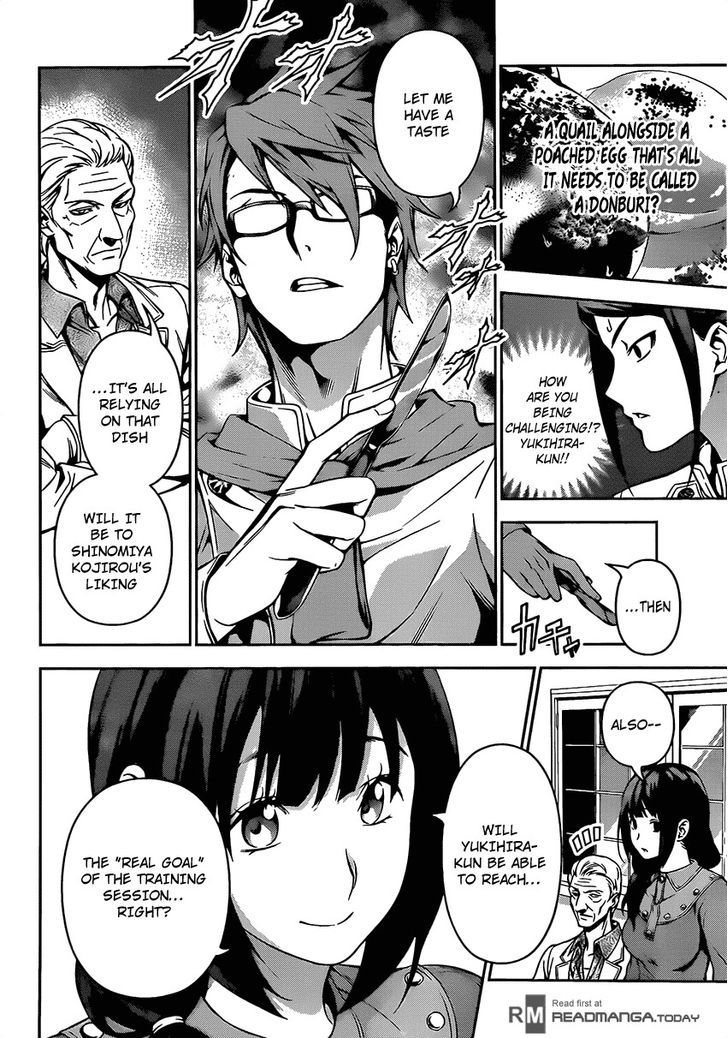 A QUAIL ALONGSIDE A
POACHED EGG THAT'S ALL
IT NEEDS TO BE CALLED
A DONBURI?
HOW
ARE YOU
BEING
CHALLENGING!?
YUKIHIRA-
KUN!!
...THEN
カチャ
LET ME
HAVE A
TASTE
...IT'S ALL
RELYING
ON THAT
DISH
WILL IT
BE TO
SHINOMIYA
KOJIROU'S
LIKING
ALSO--
WILL
YUKIHIRA-
KUN BE ABLE
TO REACH...
THE "REAL GOAL"
OF THE TRAINING
SESSION...
RIGHT?
RM
Read first at
READMANGA.TODAY